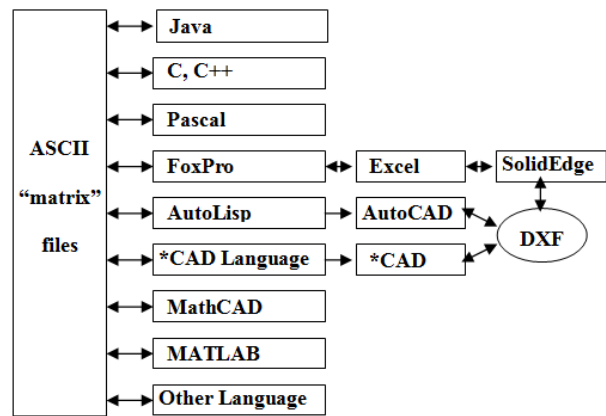 ASCII
“matrix”
files
Java
C, C++
Pascal
FoxPro
Excel
SolidEdge
AutoLisp
AutoCAD
DXF
*CAD Language
*CAD
MathCAD
MATLAB
Other Language